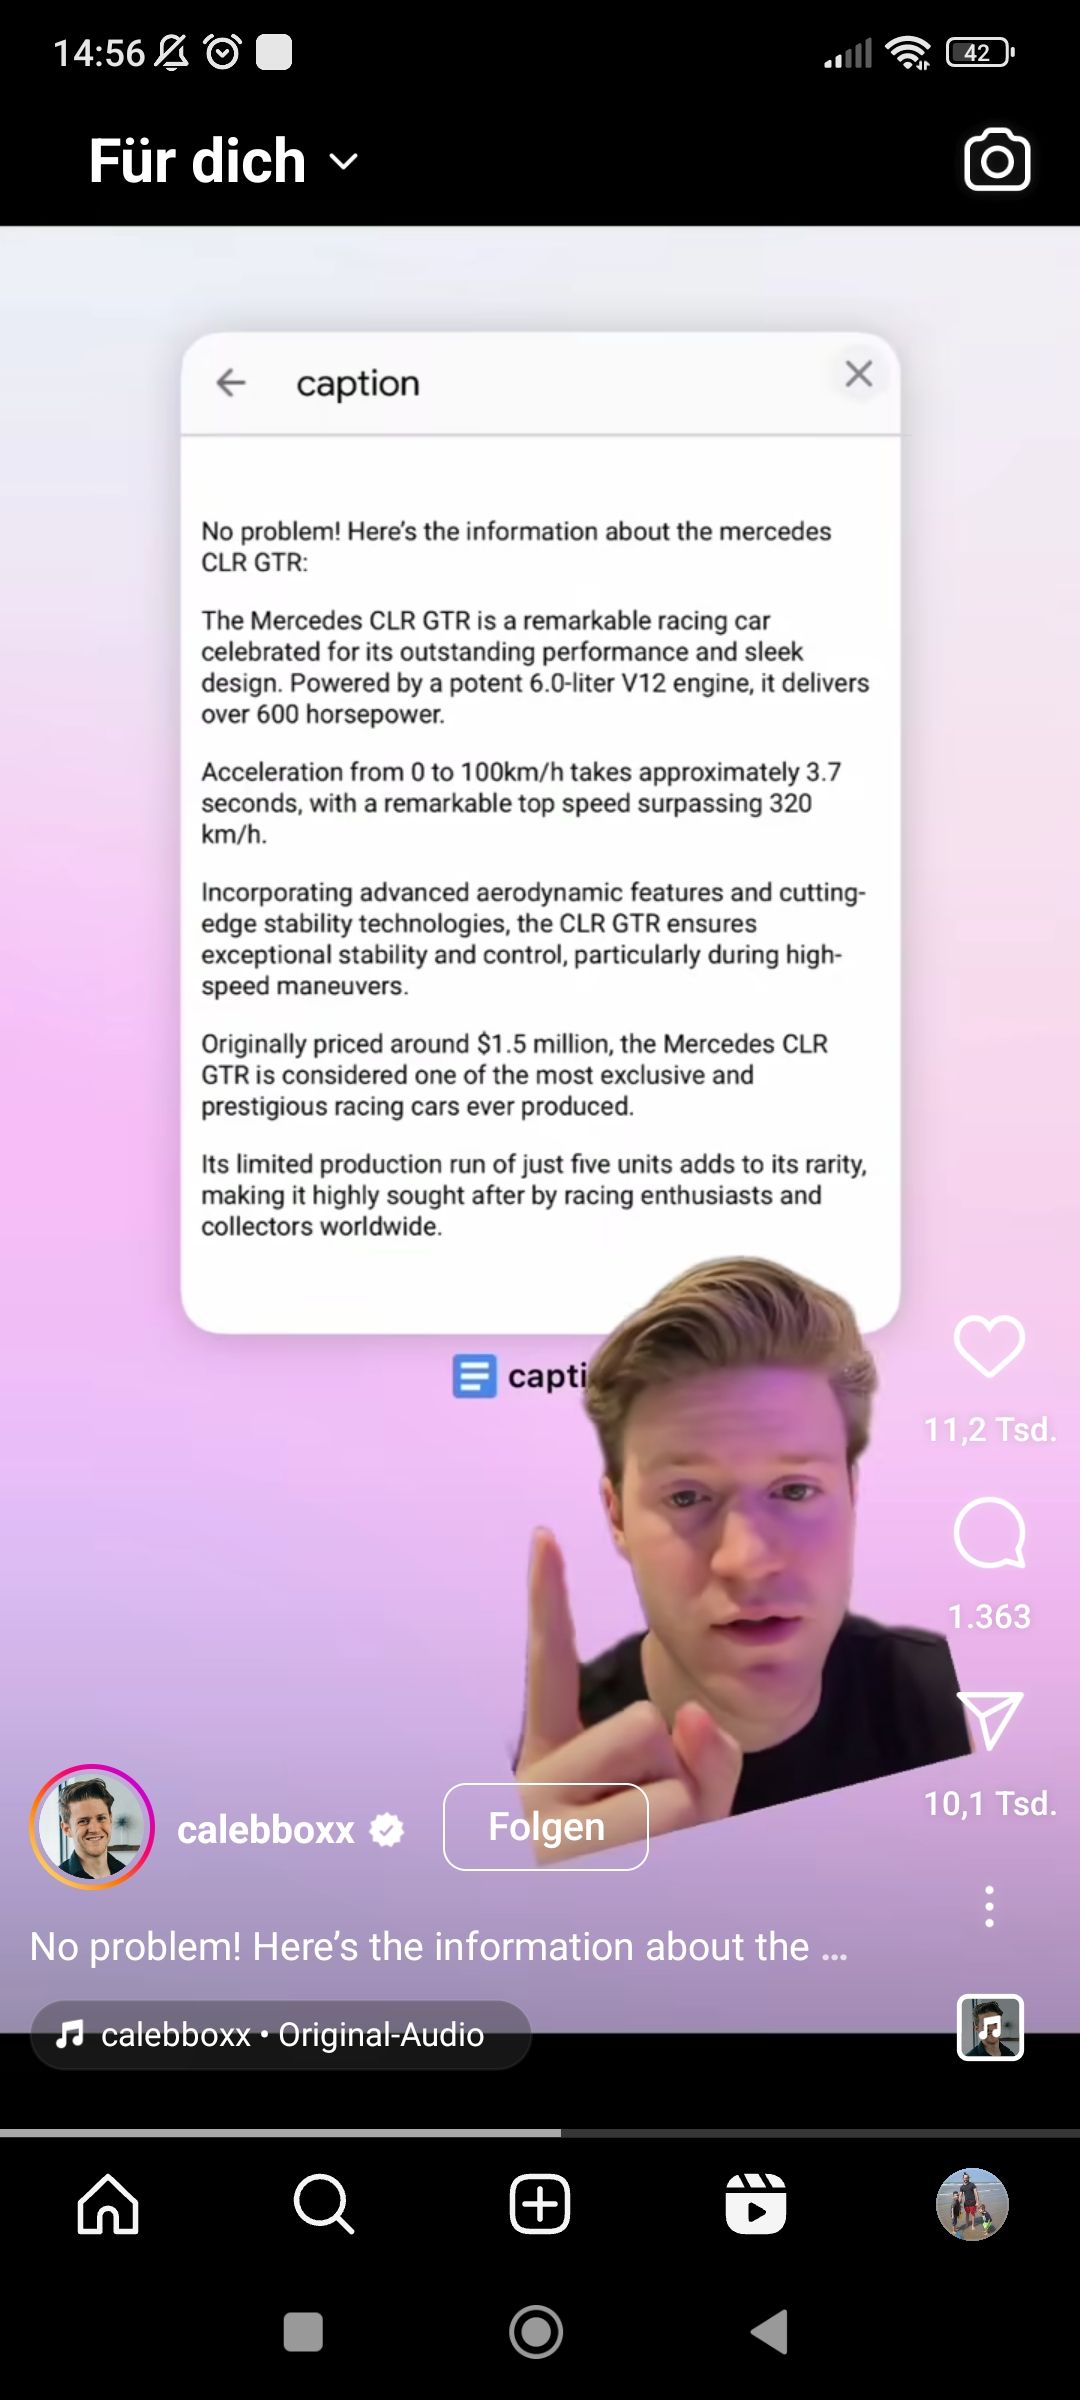 14:56
42
Für dich
caption
No problem! Here's the information about the mercedes
CLR GTR:
The Mercedes CLR GTR is a remarkable racing car
celebrated for its outstanding performance and sleek
design. Powered by a potent 6.0-liter V12 engine, it delivers
over 600 horsepower.
Acceleration from 0 to 100km/h takes approximately 3.7
seconds, with a remarkable top speed surpassing 320
km/h.
Incorporating advanced aerodynamic features and cutting-
edge stability technologies, the CLR GTR ensures
exceptional stability and control, particularly during high-
speed maneuvers.
Originally priced around $1.5 million, the Mercedes CLR
GTR is considered one of the most exclusive and
prestigious racing cars ever produced.
Its limited production run of just five units adds to its rarity,
making it highly sought after by racing enthusiasts and
collectors worldwide.
capti
11,2 Tsd.
1.363
10,1 Tsd.
calebboxx
Folgen
No problem! Here's the information about the ...
calebboxx • Original-Audio